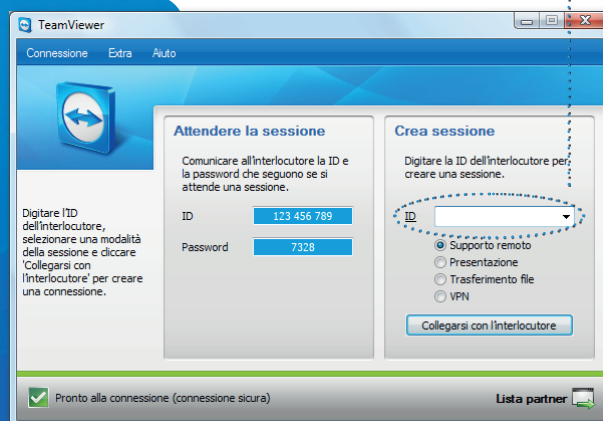 TeamViewer
Connessione Extra Aiuto
Attendere la sessione
Comunicare all'interlocutore la ID e
la password che seguono se si
attende una sessione.
ID 123 456 789
Password 7328
Crea sessione
Digitare la ID dell'interlocutore per
creare una sessione.
ID
Supporto remoto
Presentazione
Trasferimento file
VPN
Collegarsi con l'interlocutore
Digitare l'ID
dell'interlocutore,
selezionare una modalità
della sessione e cliccare
'Collegarsi con
l'interlocutore' per creare
una connessione.
Pronto alla connessione (connessione sicura)
Lista partner